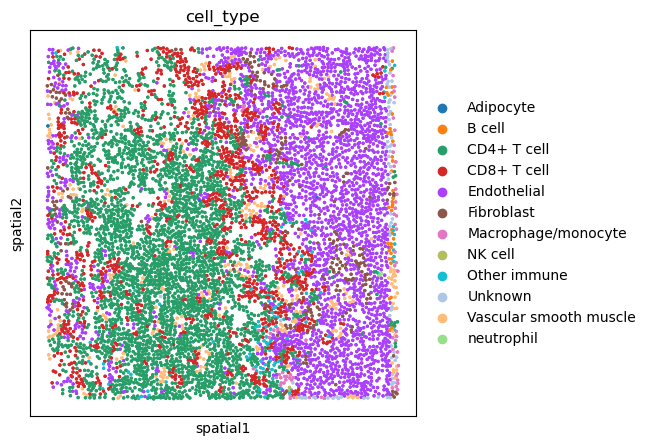 cell_type
spatial2
spatial1
Adipocyte
B cell
CD4+ T cell
CD8+ T cell
Endothelial
Fibroblast
Macrophage/monocyte
NK cell
Other immune
Unknown
Vascular smooth muscle
neutrophil